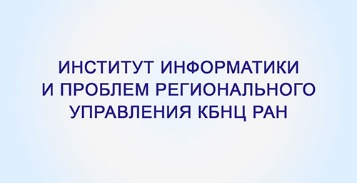 ИНСТИТУТ ИНФОРМАТИКИ
И ПРОБЛЕМ РЕГИОНАЛЬНОГО
УПРАВЛЕНИЯ КБНЦ РАН